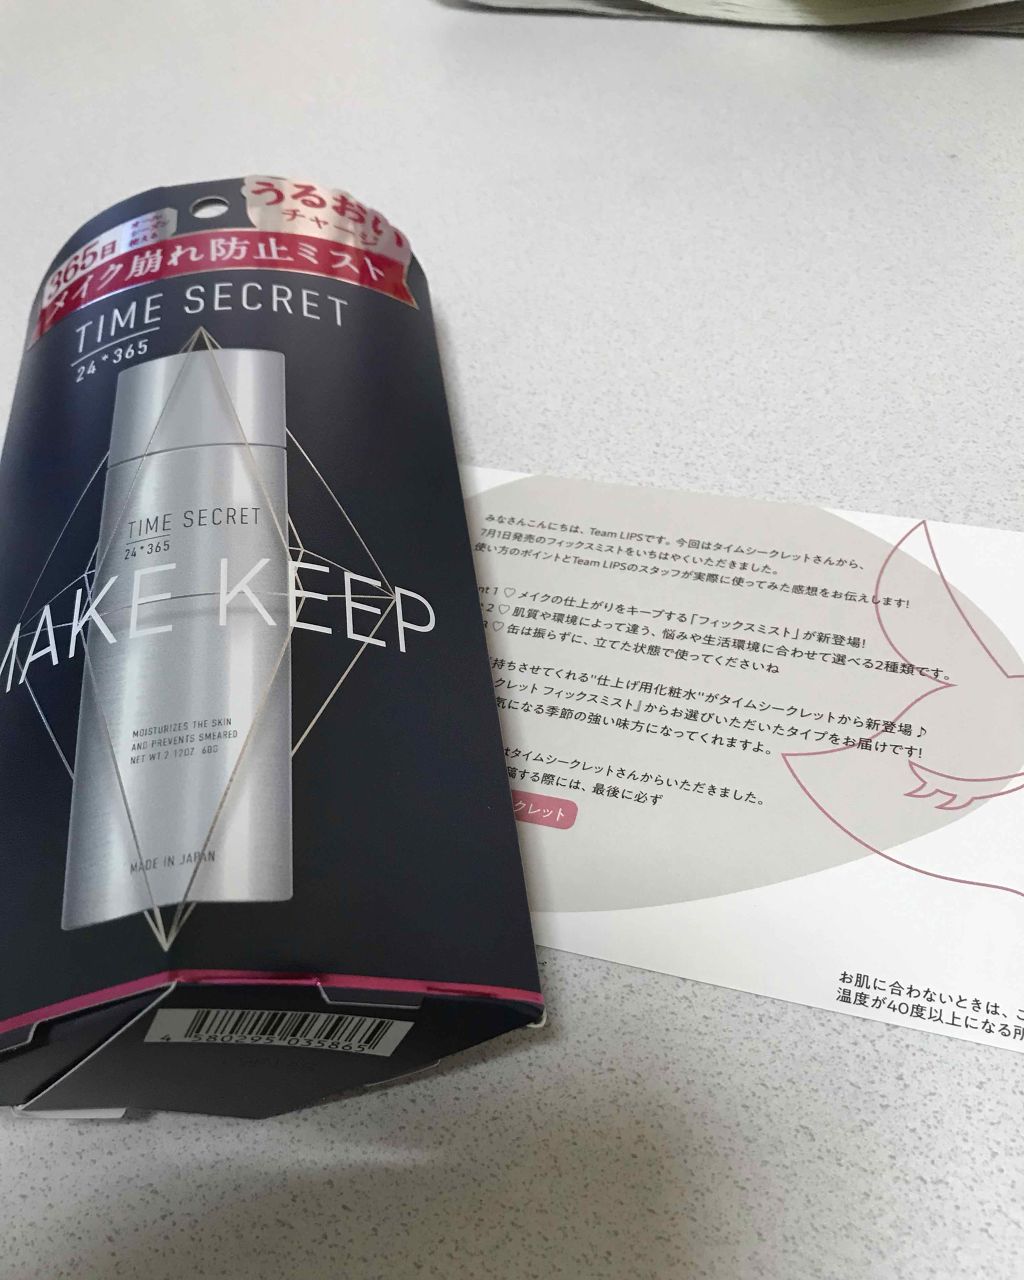 365日
オール
シーズン
使える
うるおい
チャージ
メイク崩れ防止ミスト
TIME SECRET
24*365
TIME SECRET
24*365
MAKE KEEP
MOISTURIZES THE SKIN
AND PREVENTS SMEARED
NET WT.2.12OZ 60G
MADE IN JAPAN
4 580295 035865
みなさんこんにちは、Team LIPSです。今回はタイムシークレットさんから、
7月1日発売のフィックスミストをいちはやくいただきました。
使い方のポイントとTeam LIPSのスタッフが実際に使ってみた感想をお伝えします!
nt 1 ♡ メイクの仕上がりをキープする「フィックスミスト」が新登場!
2 ♡ 肌質や環境によって違う、悩みや生活環境に合わせて選べる2種類です。
♡ 缶は振らずに、立てた状態で使ってくださいね
持ちさせてくれる"仕上げ用化粧水"がタイムシークレットから新登場♪
クレット フィックスミスト』からお選びいただいたタイプをお届けです!
気になる季節の強い味方になってくれますよ。
はタイムシークレットさんからいただきました。
稿する際には、最後に必ず
クレット
お肌に合わないときは、ご
温度が40度以上になる所